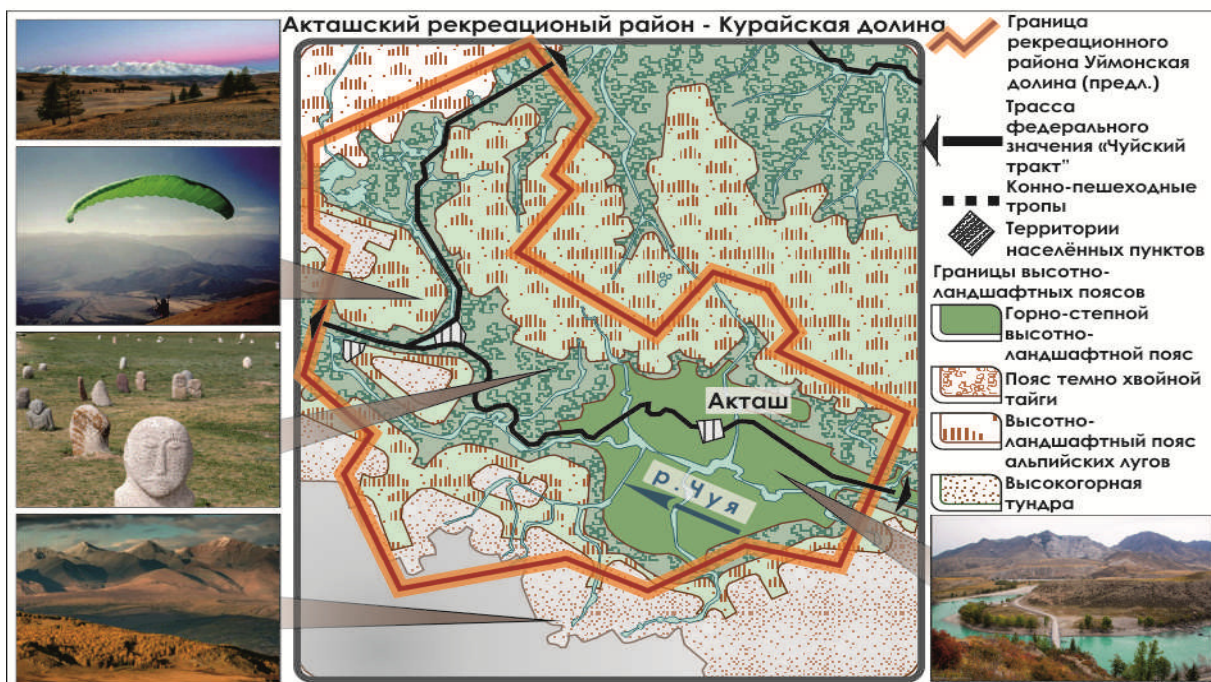 Акташский рекреационый район - Курайская долина
Акташ
р.Чуя
Граница
рекреационного
района Уймонская
долина (предл.)
Трасса
федерального
значения «Чуйский
тракт"
Конно-пешеходные
тропы
Территории
населённых пунктов
Границы высотно-
ландшафтных поясов
Горно-степной
высотно-
ландшафтной пояс
Пояс темно хвойной
тайги
Высотно-
ландшафтный пояс
альпийских лугов
Высокогорная
тундра